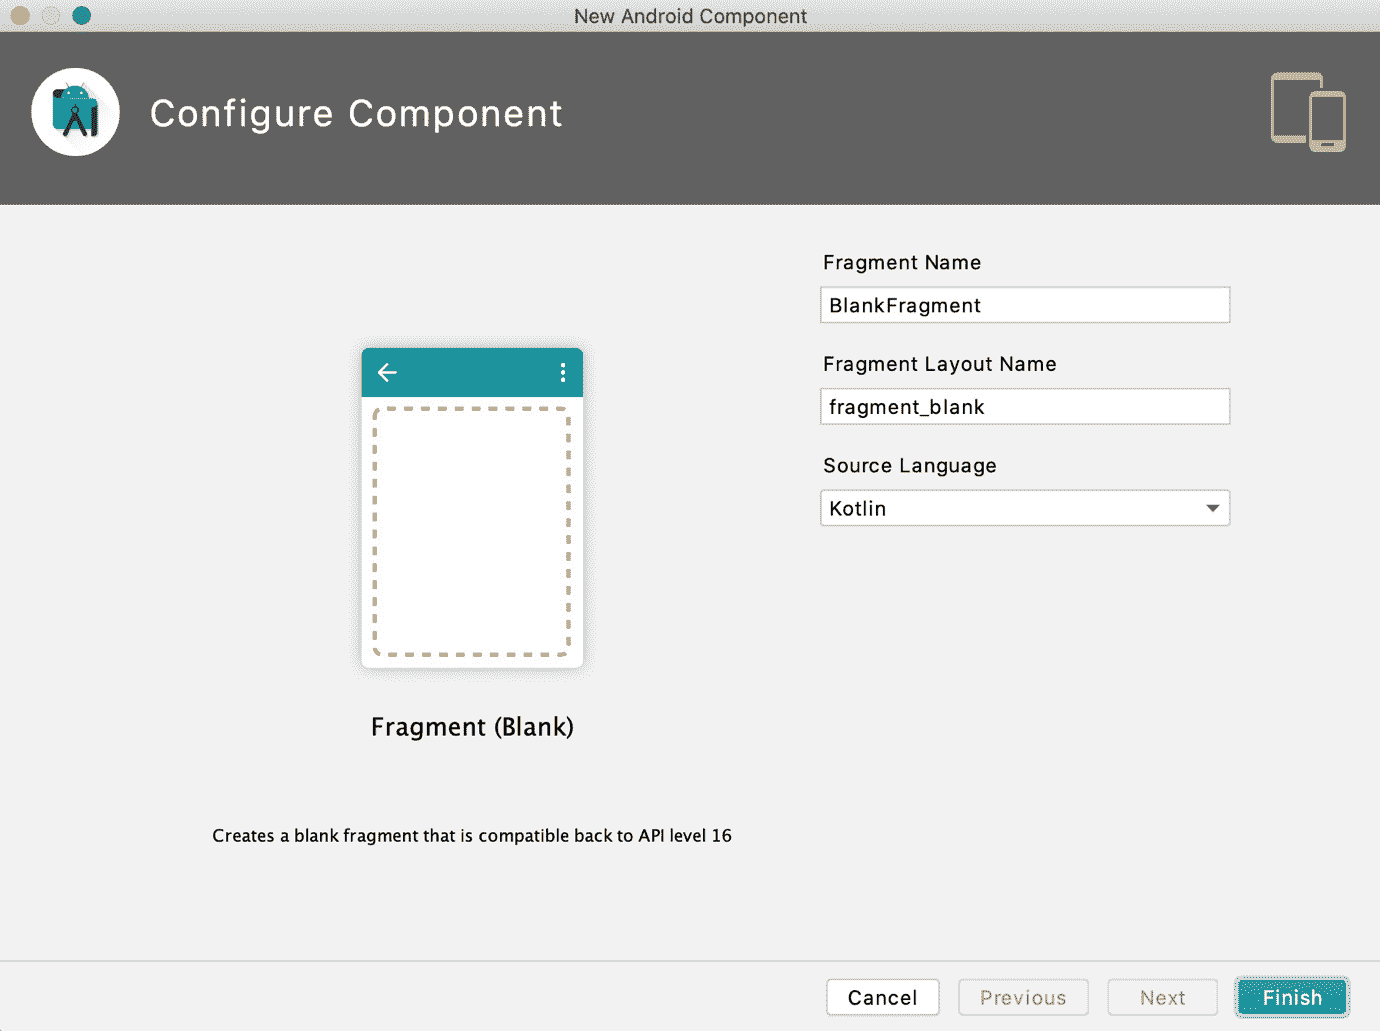 New Android Component
Configure Component
Fragment Name
BlankFragment
Fragment Layout Name
fragment_blank
Source Language
Kotlin
Fragment (Blank)
Creates a blank fragment that is compatible back to API level 16
Cancel
Previous
Next
Finish